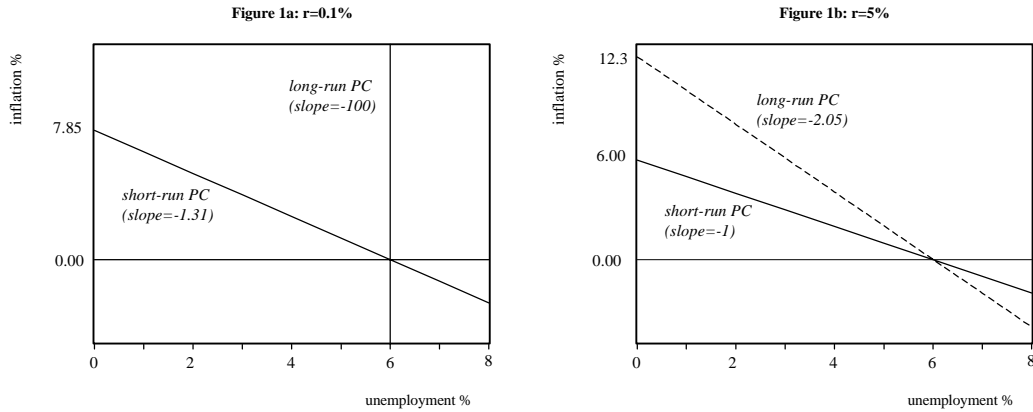 Figure 1a: r=0.1%
inflation %
7.85
0.00
long-run PC
(slope=-100)
short-run PC
(slope=-1.31)
0 2 4 6 8
unemployment %
Figure 1b: r=5%
inflation %
12.3
6.00
0.00
long-run PC
(slope=-2.05)
short-run PC
(slope=-1)
0 2 4 6 8
unemployment %